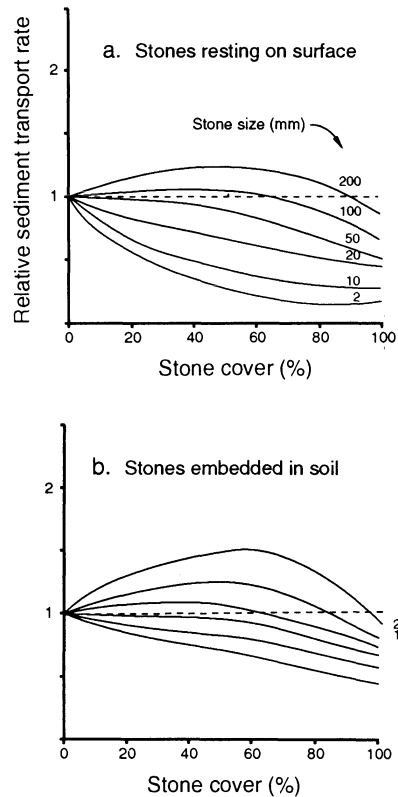 a. Stones resting on surface
Relative sediment transport rate
2
1
Stone size (mm)
200
100
50
20
10
2
0 20 40 60 80 100
Stone cover (%)
b. Stones embedded in soil
2
1
0 20 40 60 80 100
Stone cover (%)